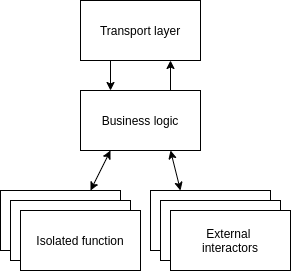 Transport layer
Business logic
Isolated function
External
interactors